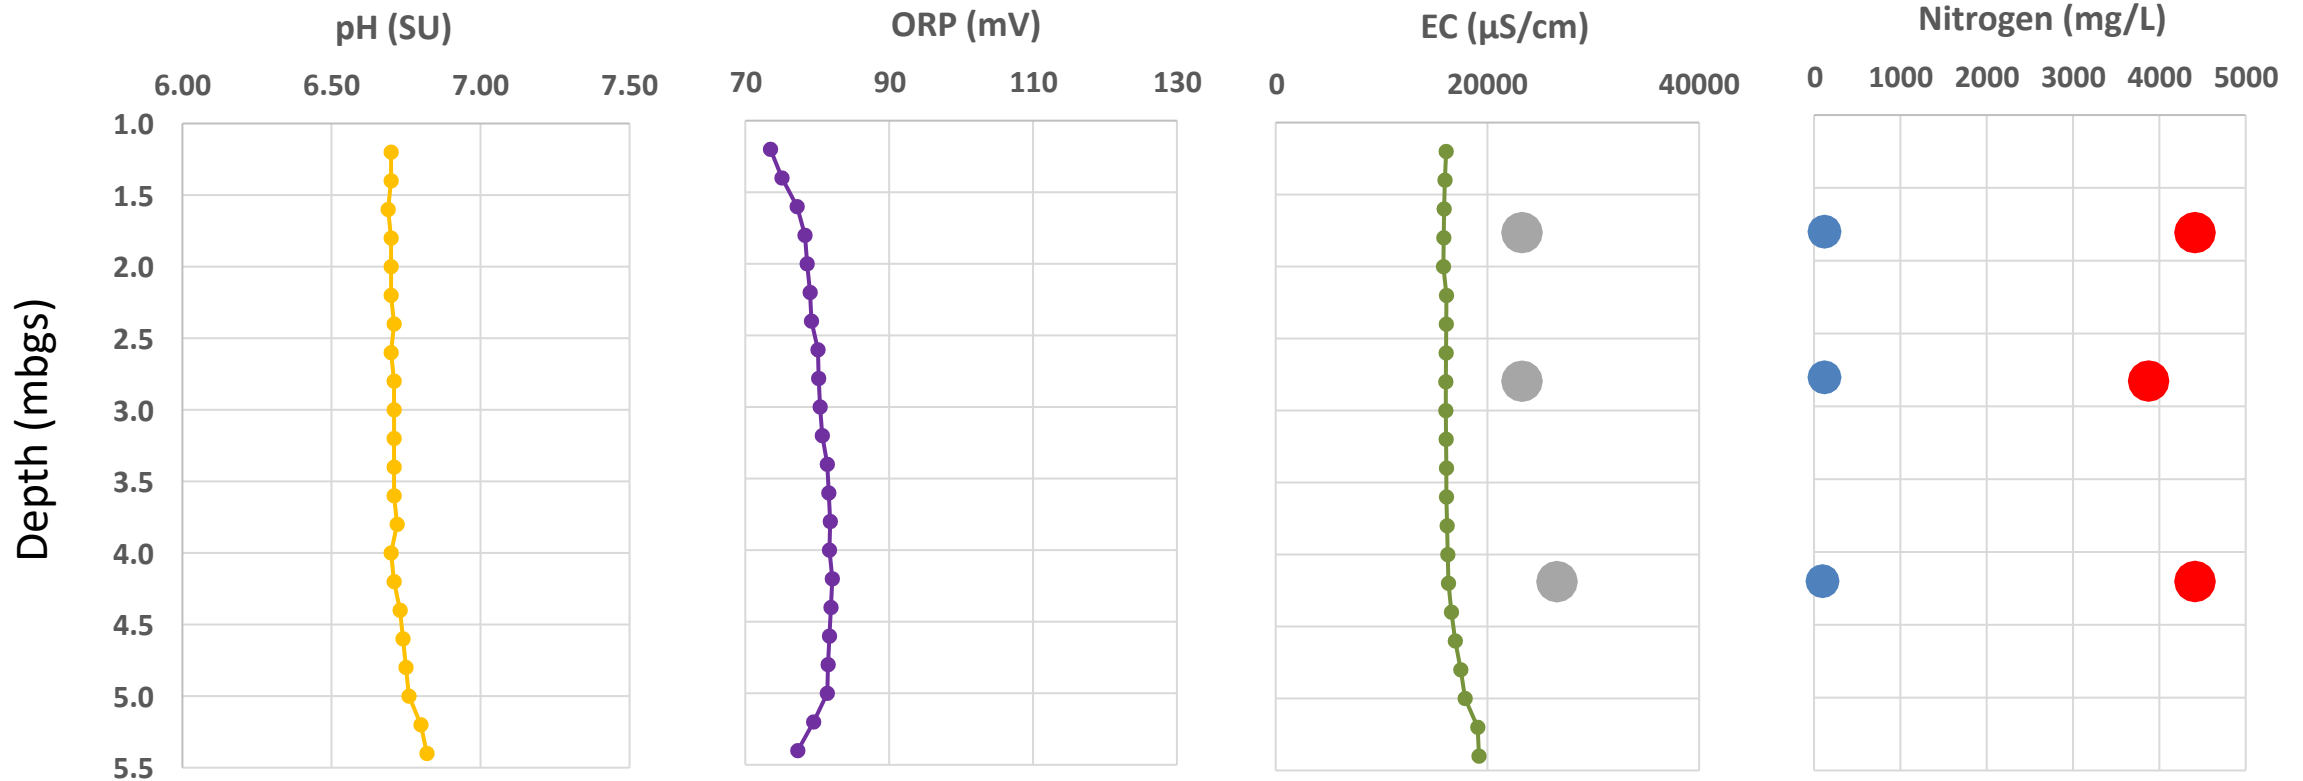 pH (SU)
6.00 6.50 7.00 7.50
ORP (mV)
70 90 110 130
EC (µS/cm)
0 20000 40000
Nitrogen (mg/L)
0 1000 2000 3000 4000 5000
Depth (mbgs)
1.0
1.5
2.0
2.5
3.0
3.5
4.0
4.5
5.0
5.5